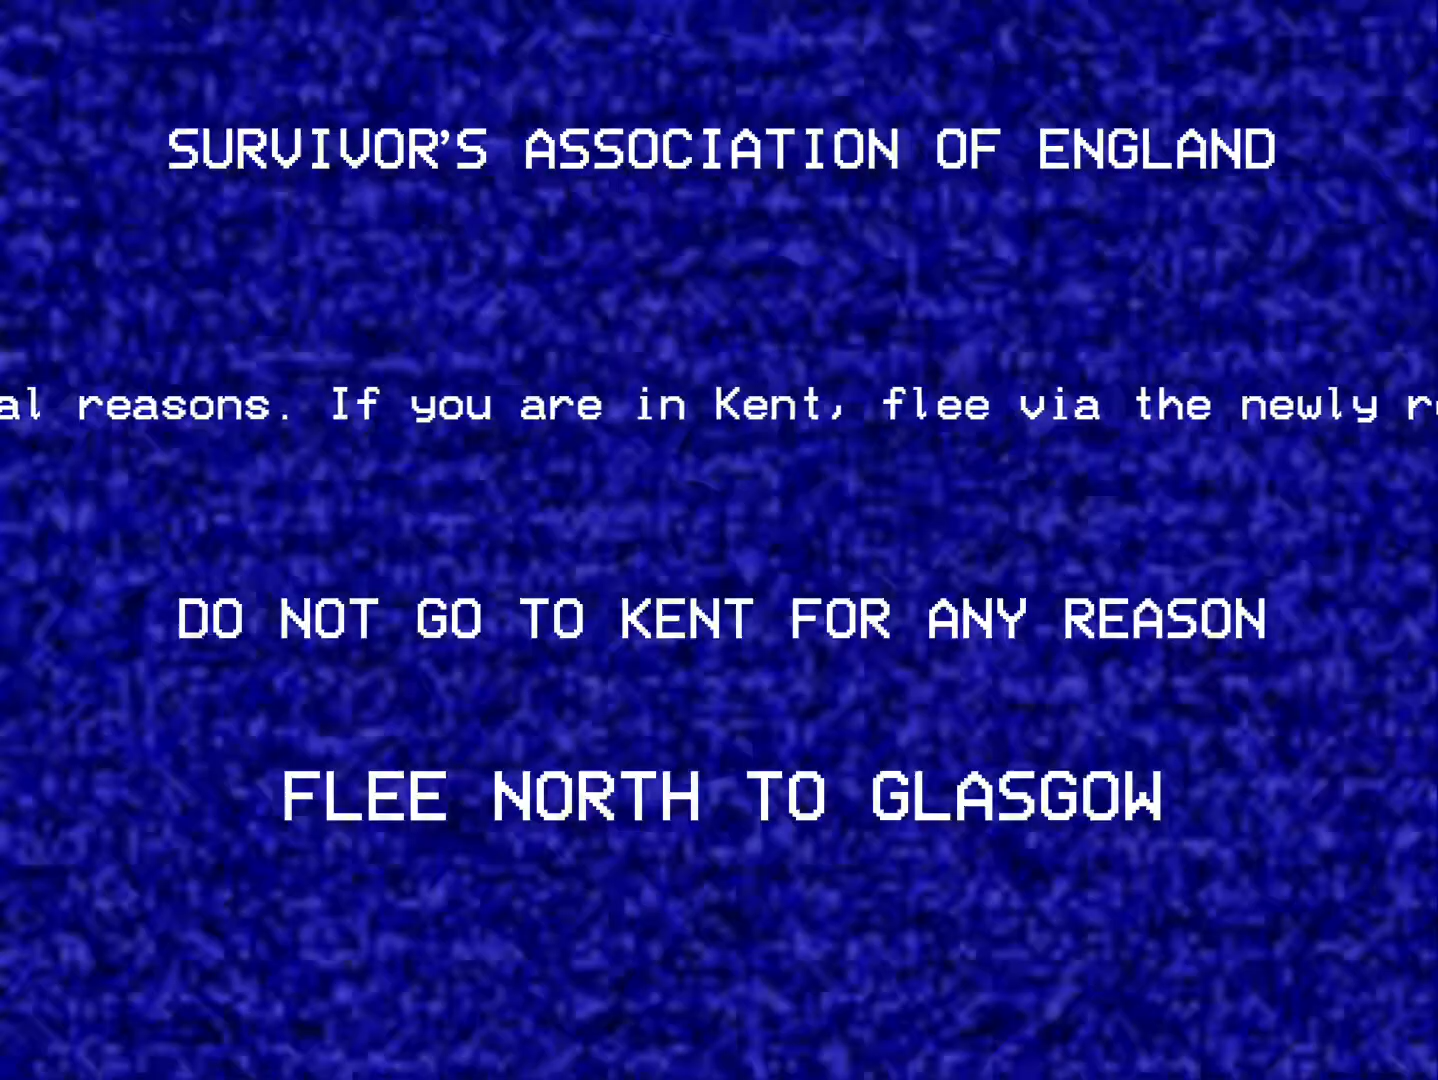 SURVIVOR'S ASSOCIATION OF ENGLAND
al reasons. If you are in Kent, flee via the newly r
DO NOT GO TO KENT FOR ANY REASON
FLEE NORTH TO GLASGOW